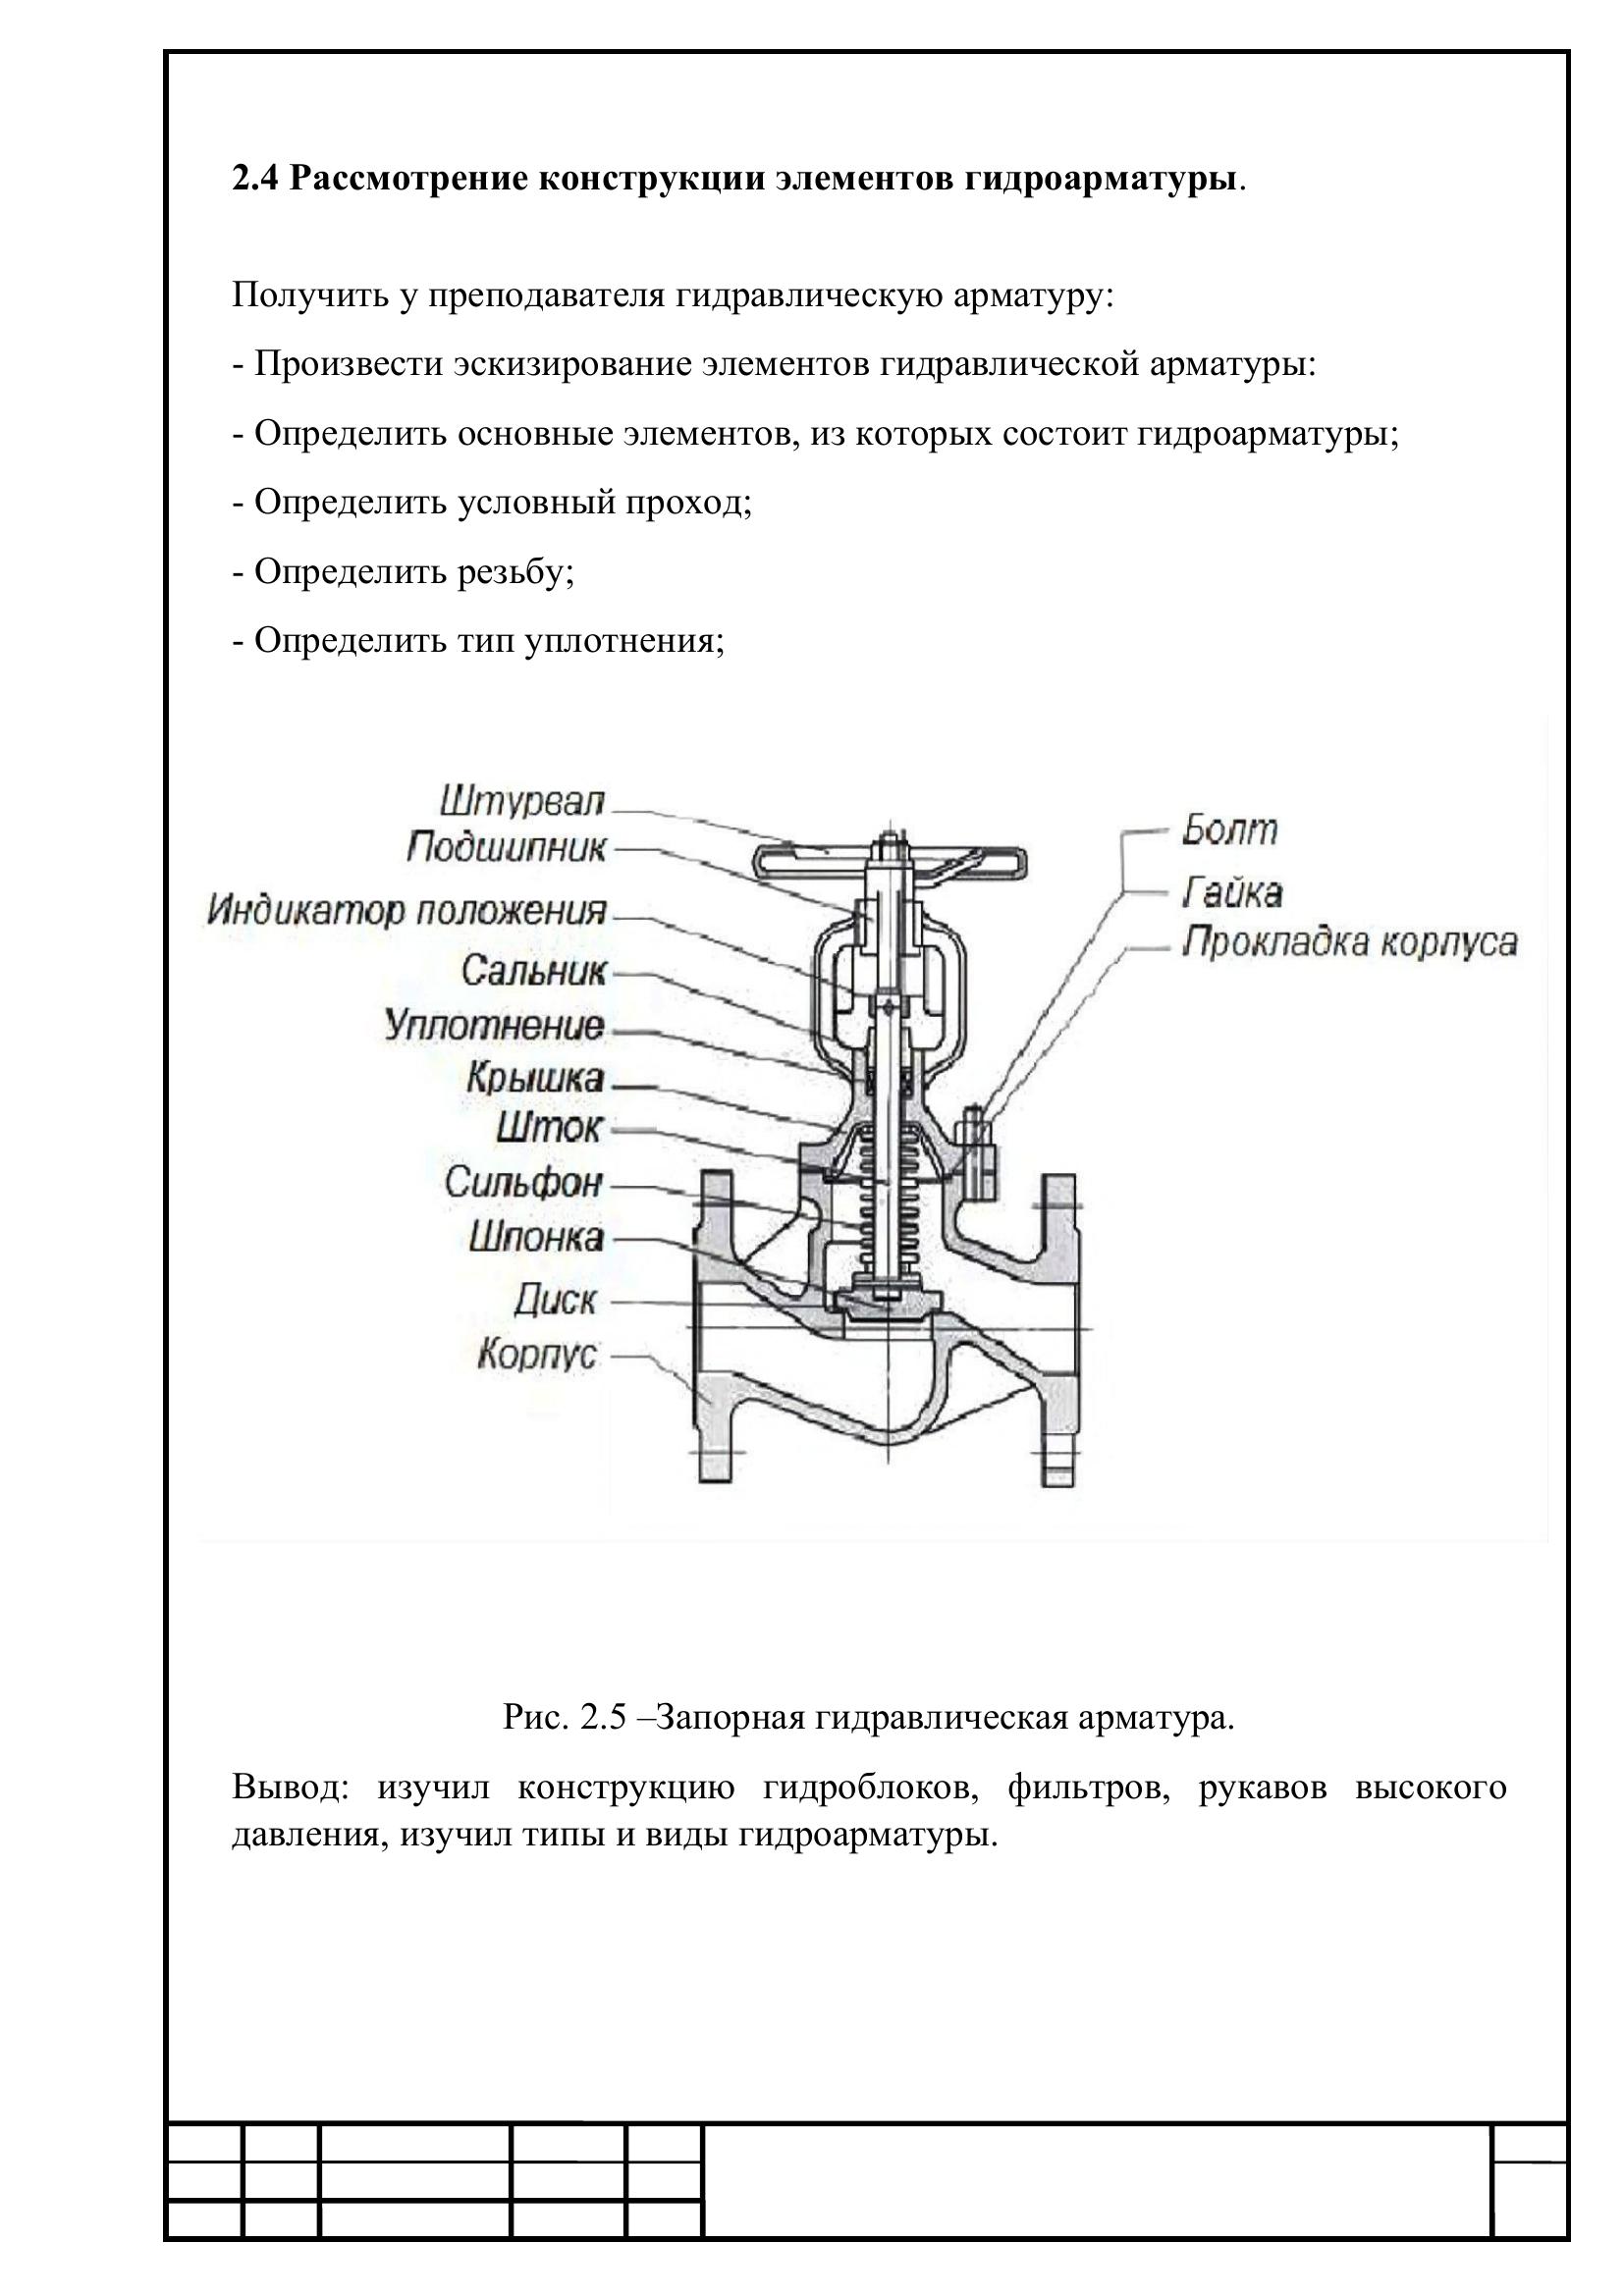 2.4 Рассмотрение конструкции элементов гидроарматуры.
Получить у преподавателя гидравлическую арматуру:
- Произвести эскизирование элементов гидравлической арматуры:
- Определить основные элементов, из которых состоит гидроарматуры;
- Определить условный проход;
- Определить резьбу;
- Определить тип уплотнения;
Штурвал
Подшипник
Индикатор положения
Сальник
Уплотнение
Крышка
Шток
Сильфон
Шпонка
Диск
Корпус
Болт
Гайка
Прокладка корпуса
Рис. 2.5 –Запорная гидравлическая арматура.
Вывод: изучил конструкцию гидроблоков, фильтров, рукавов высокого
давления, изучил типы и виды гидроарматуры.